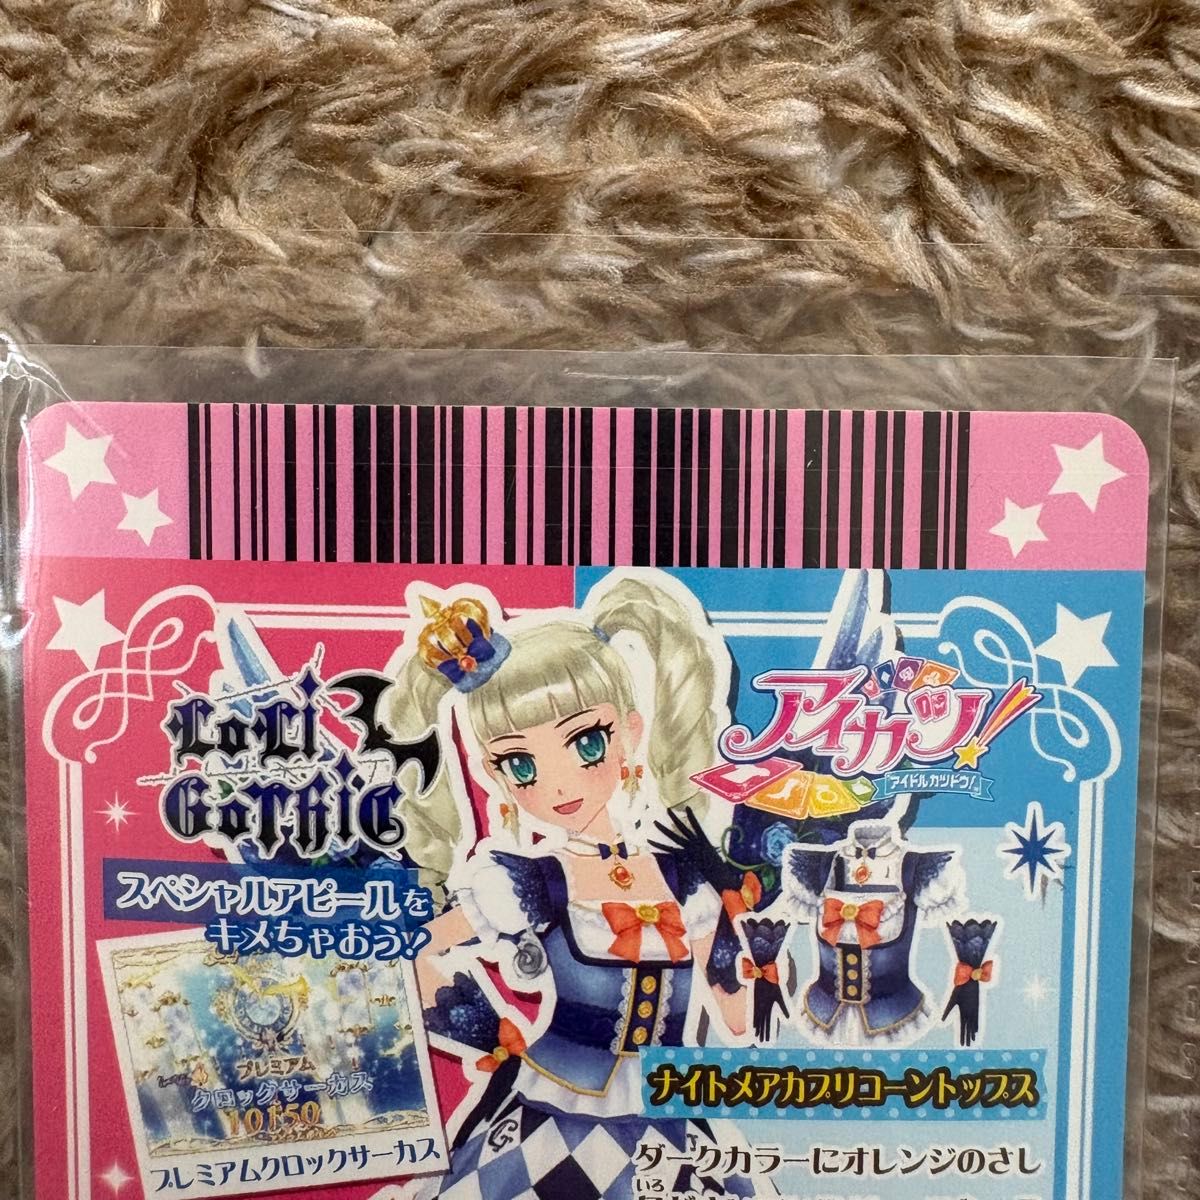 LoLi
GoTHiC
アイカツ!
アイドルカツドウ!
スペシャルアピールを
キメちゃおう!
プレミアム
クロックサーカス
10150
プレミアムクロックサーカス
ナイトメアカプリコーントップス
ダークカラーにオレンジのさし
いろ